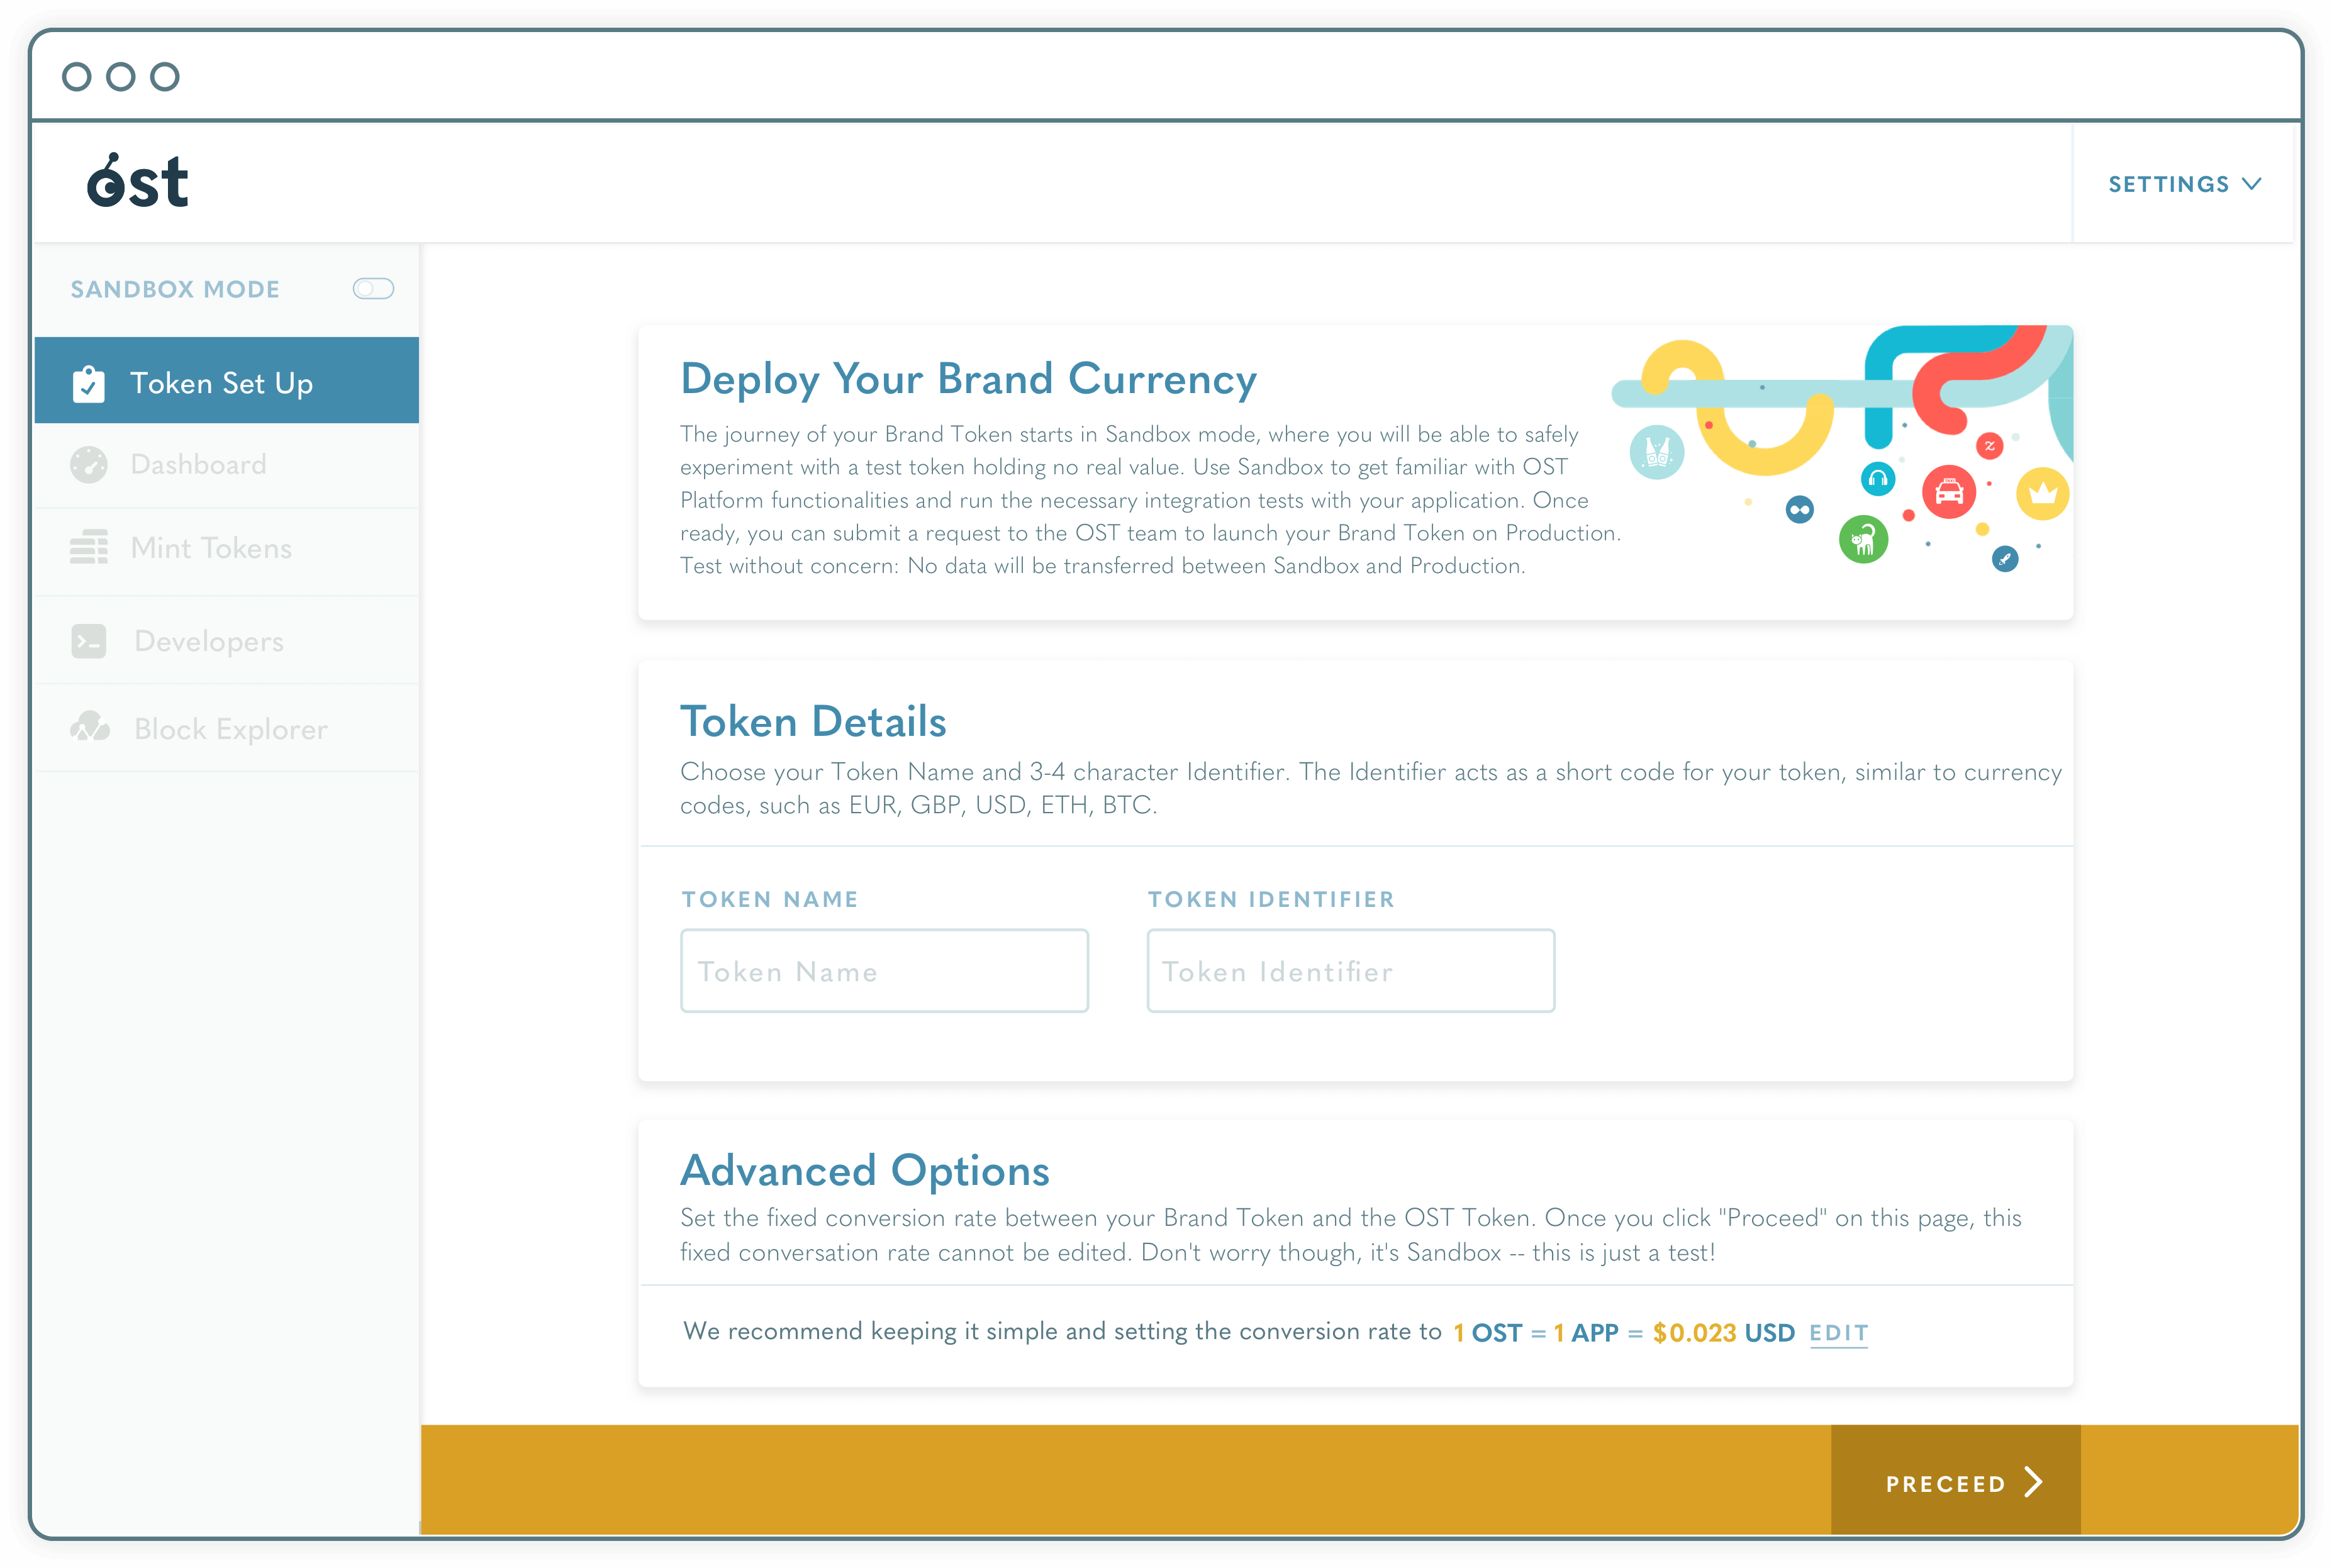 ost
SETTINGS
SANDBOX MODE
Token Set Up
Dashboard
Mint Tokens
Developers
Block Explorer
Deploy Your Brand Currency
The journey of your Brand Token starts in Sandbox mode, where you will be able to safely
experiment with a test token holding no real value. Use Sandbox to get familiar with OST
Platform functionalities and run the necessary integration tests with your application. Once
ready, you can submit a request to the OST team to launch your Brand Token on Production.
Test without concern: No data will be transferred between Sandbox and Production.
Z
Token Details
Choose your Token Name and 3-4 character Identifier. The Identifier acts as a short code for your token, similar to currency
codes, such as EUR, GBP, USD, ETH, BTC.
TOKEN NAME
TOKEN IDENTIFIER
Token Name
Token Identifier
Advanced Options
Set the fixed conversion rate between your Brand Token and the OST Token. Once you click "Proceed" on this page, this
fixed conversation rate cannot be edited. Don't worry though, it's Sandbox -- this is just a test!
We recommend keeping it simple and setting the conversion rate to 1 OST = 1 APP = $0.023 USD EDIT
PRECEED